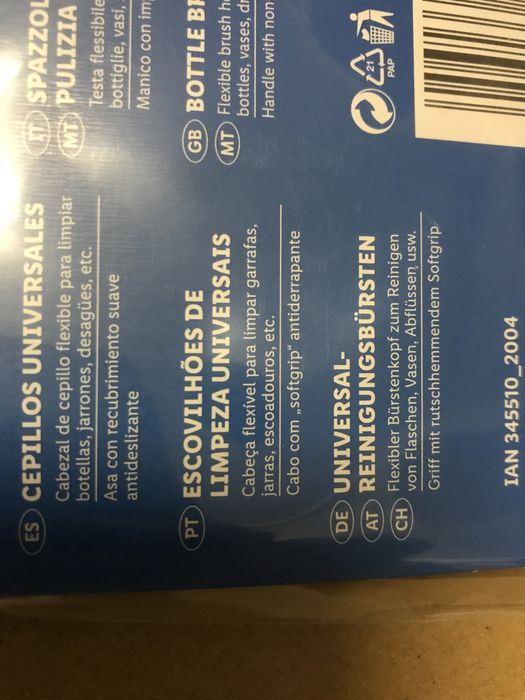 ES CEPILLOS UNIVERSALES
Cabezal de cepillo flexible para limpiar
botellas, jarrones, desagües, etc.
Asa con recubrimiento suave
antideslizante
IT SPAZZOL
MT PULIZIA
Testa flessibile
bottiglie, vasi,
Manico con im
PT ESCOVILHÕES DE
LIMPEZA UNIVERSAIS
Cabeça flexível para limpar garrafas,
jarras, escoadouros, etc.
Cabo com „softgrip“ antiderrapante
GB BOTTLE BR
MT Flexible brush he
bottles, vases, dr
Handle with non
DE UNIVERSAL-
AT REINIGUNGSBÜRSTEN
CH Flexibler Bürstenkopf zum Reinigen
von Flaschen, Vasen, Abflüssen usw.
Griff mit rutschhemmendem Softgrip
21
PAP
IAN 345510_2004